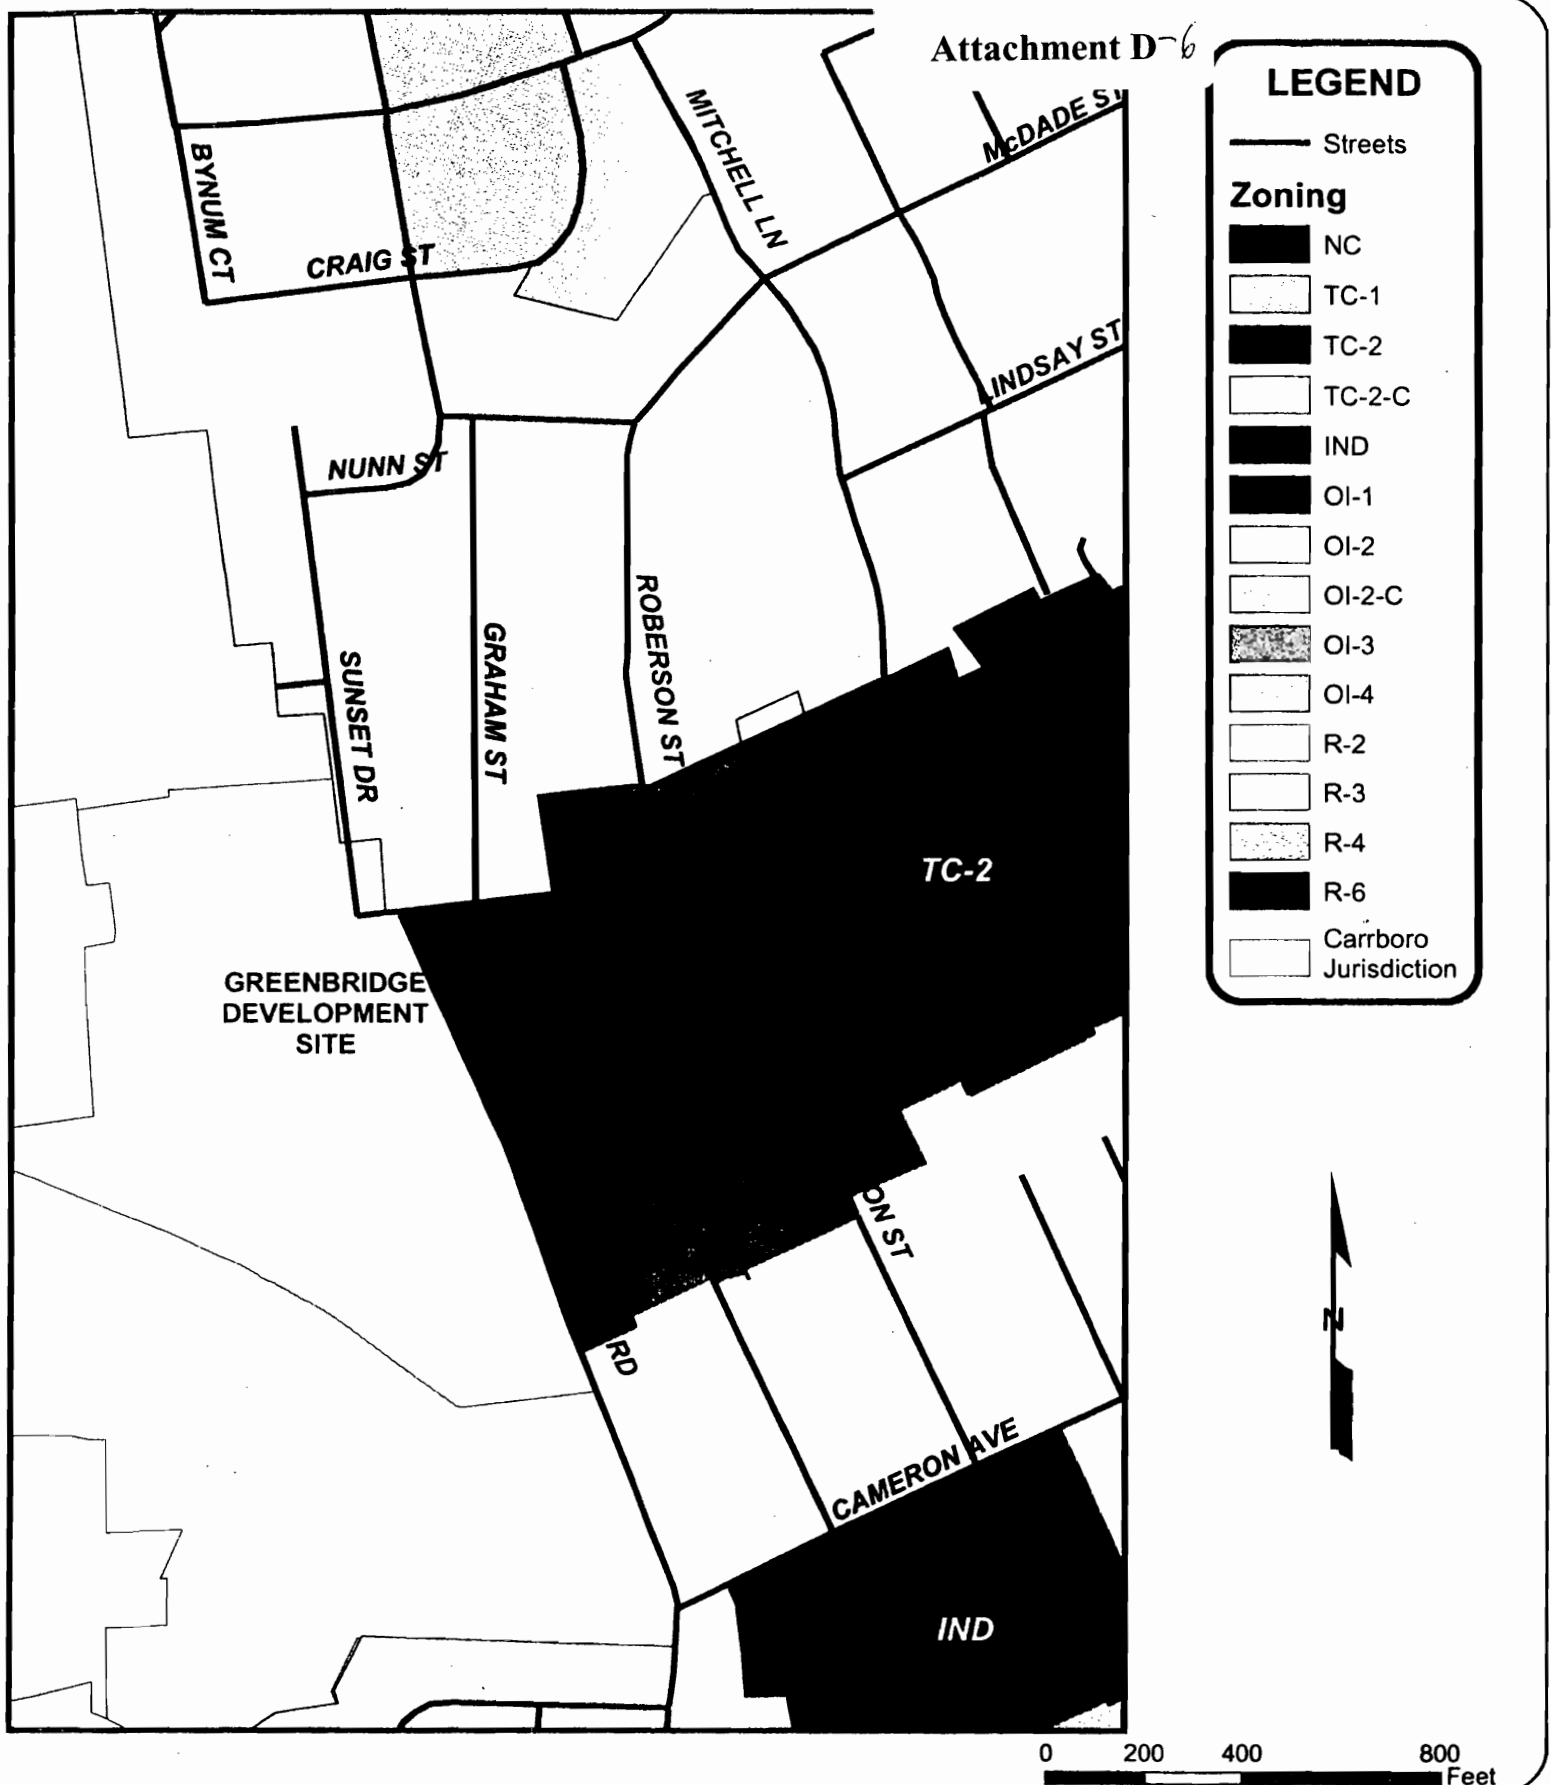 Attachment D-6
LEGEND
Streets
Zoning
NC
TC-1
TC-2
TC-2-C
IND
OI-1
OI-2
OI-2-C
OI-3
OI-4
R-2
R-3
R-4
R-6
Carrboro
Jurisdiction
BYNUM CT
CRAIG ST
MITCHELL LN
McDADE ST
LINDSAY ST
NUNN ST
SUNSET DR
GRAHAM ST
ROBERSON ST
TC-2
GREENBRIDGE
DEVELOPMENT
SITE
ON ST
RD
CAMERON AVE
IND
N
0 200 400 800
Feet